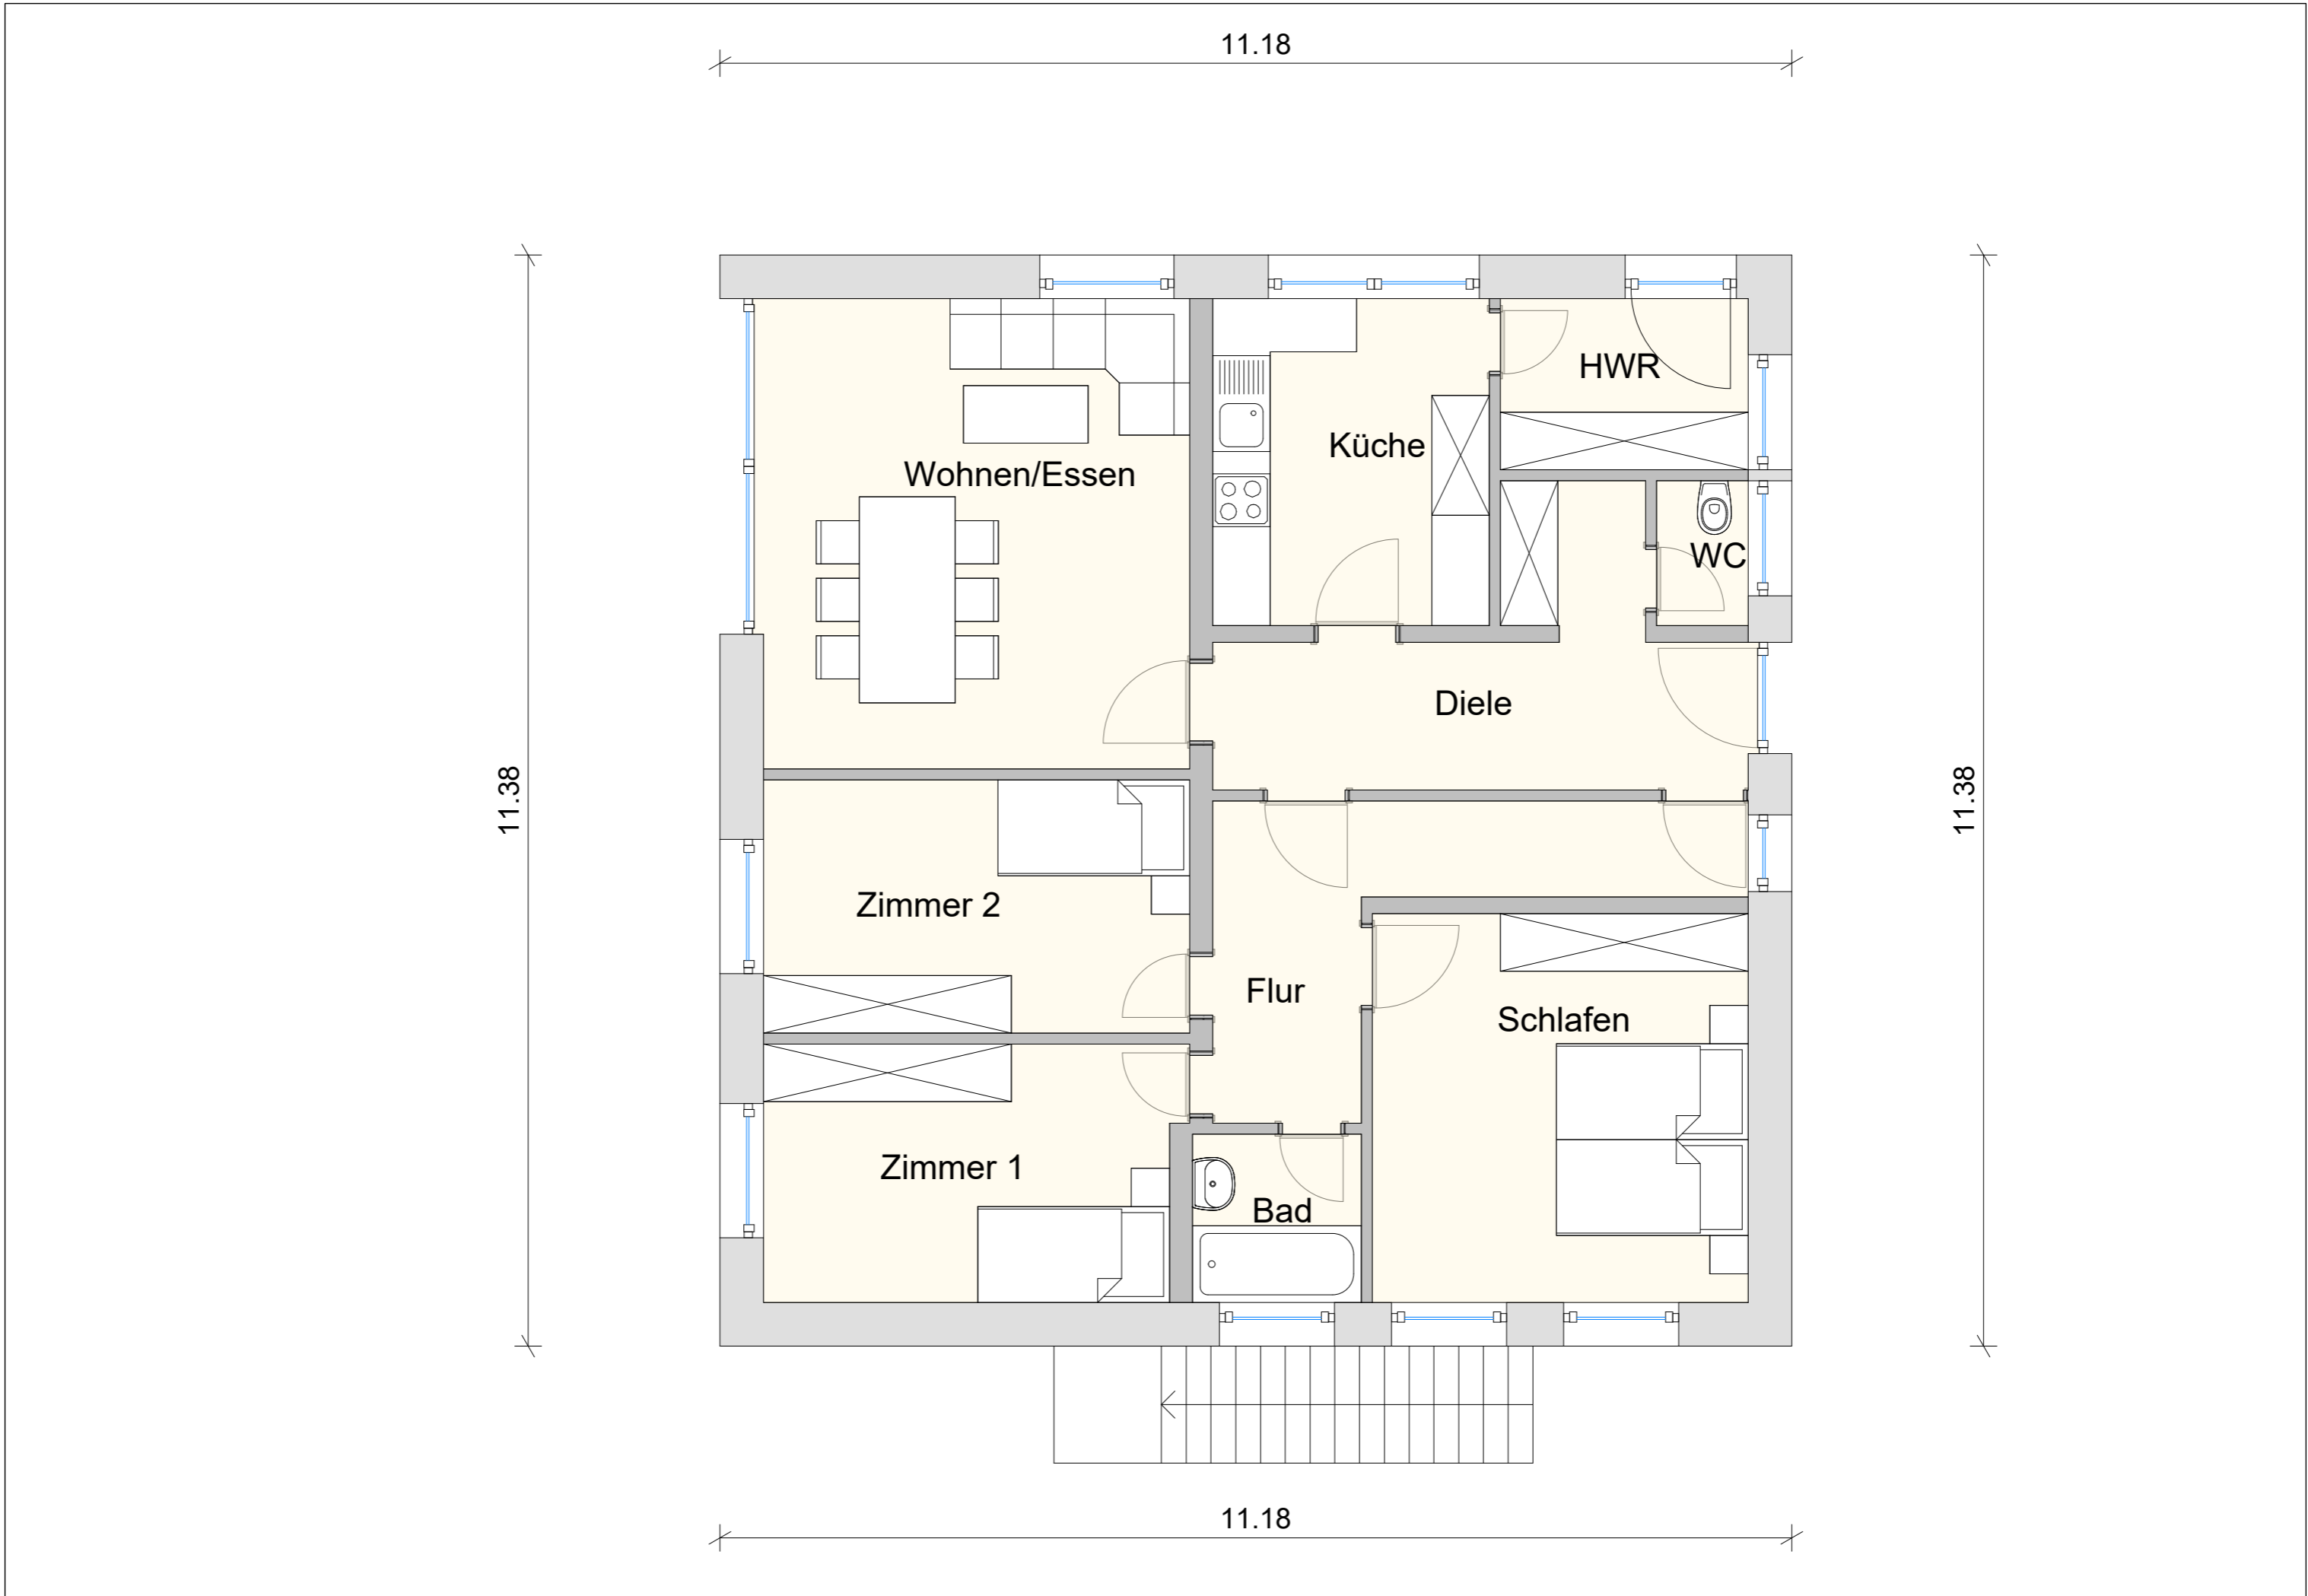 11.18
11.38
11.38
HWR
Küche
Wohnen/Essen
WC
Diele
Zimmer 2
Flur
Schlafen
Zimmer 1
Bad
11.18